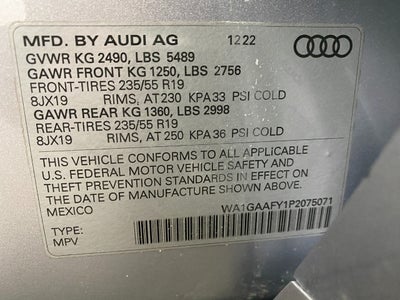 MFD. BY AUDI AG 12 22
GVWR KG 2490, LBS 5489
GAWR FRONT KG 1250, LBS 2756
FRONT-TIRES 235/55 R19
8JX19 RIMS, AT 230 KPA 33 PSI COLD
GAWR REAR KG 1360, LBS 2998
REAR-TIRES 235/55 R19
8JX19 RIMS, AT 250 KPA 36 PSI COLD
THIS VEHICLE CONFORMS TO ALL APPLICABLE
U.S. FEDERAL MOTOR VEHICLE SAFETY AND
THEFT PREVENTION STANDARDS IN EFFECT ON
THE DATE OF MANUFACTURE SHOWN ABOVE.
MEXICO WA1GAAFY1P2075071
TYPE:
MPV